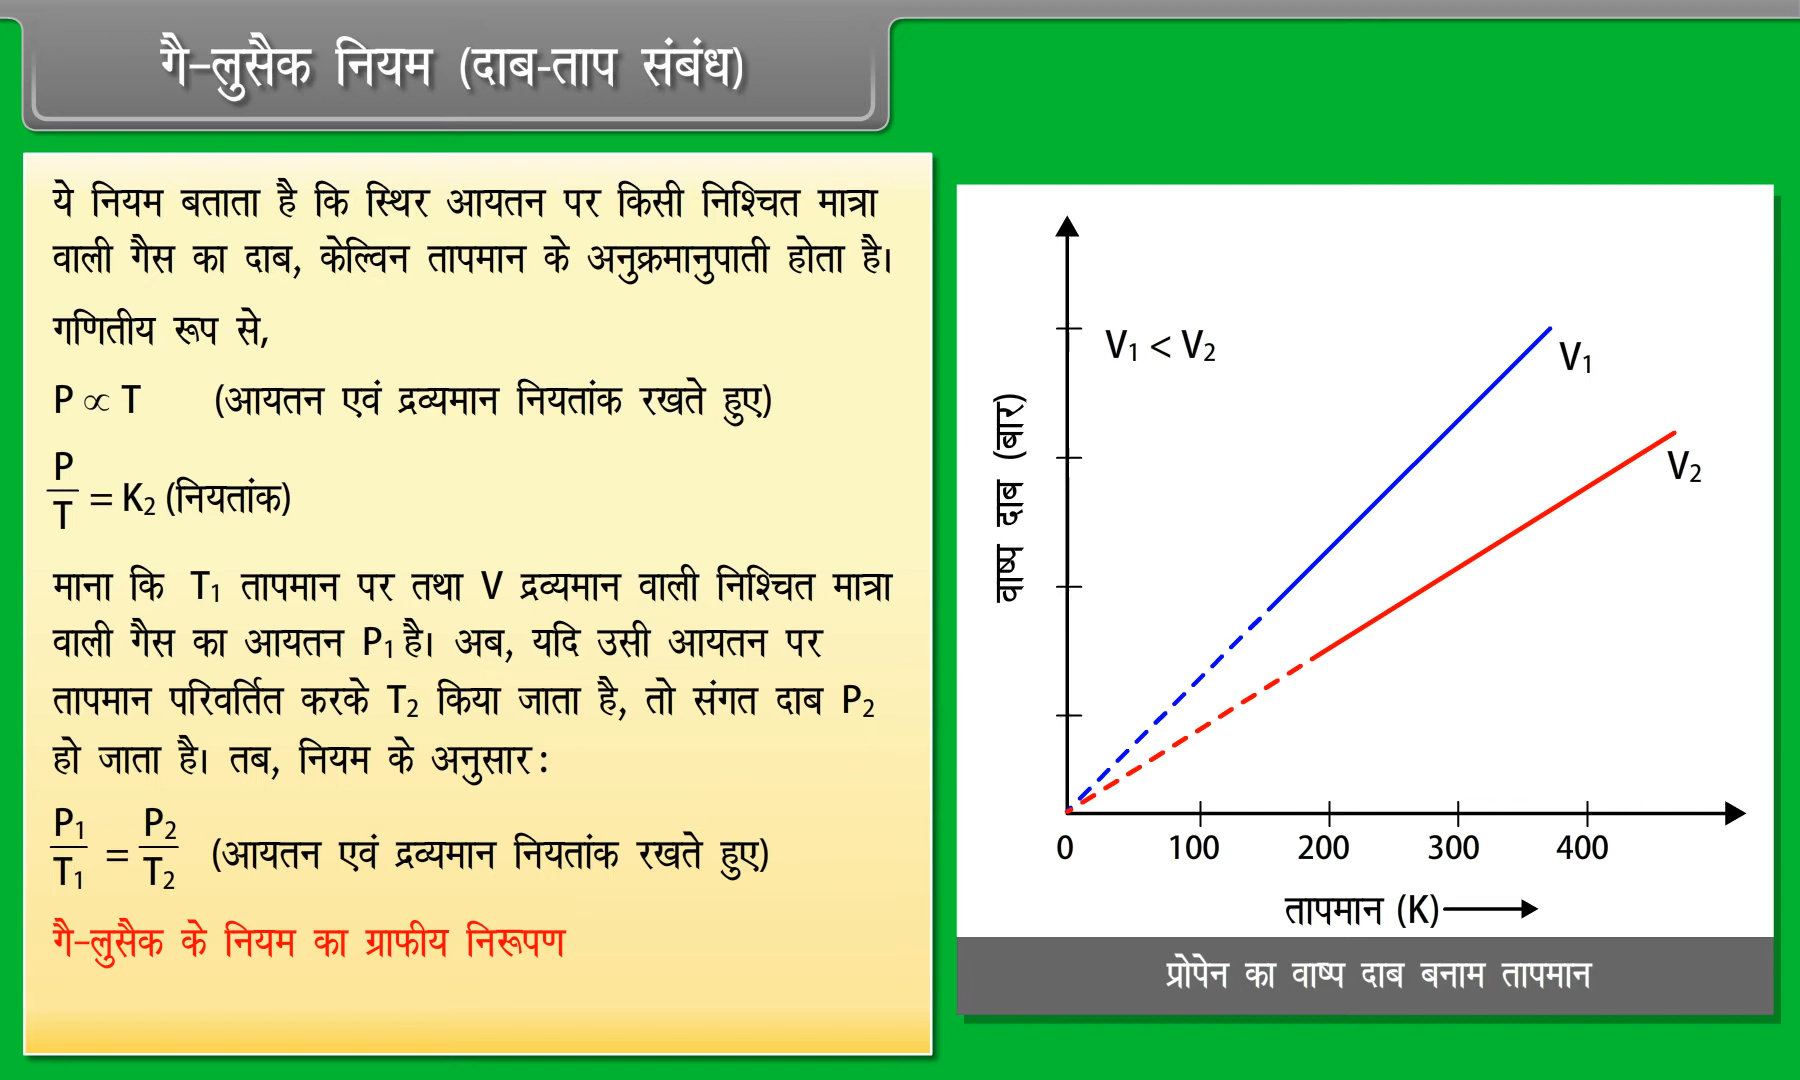 गै-लुसैक नियम (दाब-ताप संबंध)
ये नियम बताता है कि स्थिर आयतन पर किसी निश्चित मात्रा
वाली गैस का दाब, केल्विन तापमान के अनुक्रमानुपाती होता है।
गणितीय रूप से,
P ∝ T (आयतन एवं द्रव्यमान नियतांक रखते हुए)
P/T = K₂ (नियतांक)
माना कि T₁ तापमान पर तथा V द्रव्यमान वाली निश्चित मात्रा
वाली गैस का आयतन P₁ है। अब, यदि उसी आयतन पर
तापमान परिवर्तित करके T₂ किया जाता है, तो संगत दाब P₂
हो जाता है। तब, नियम के अनुसार :
P₁/T₁ = P₂/T₂ (आयतन एवं द्रव्यमान नियतांक रखते हुए)
गै-लुसैक के नियम का ग्राफीय निरूपण
V₁ < V₂
V₁
V₂
वाष्प दाब (बार)
0 100 200 300 400
तापमान (K)
प्रोपेन का वाष्प दाब बनाम तापमान